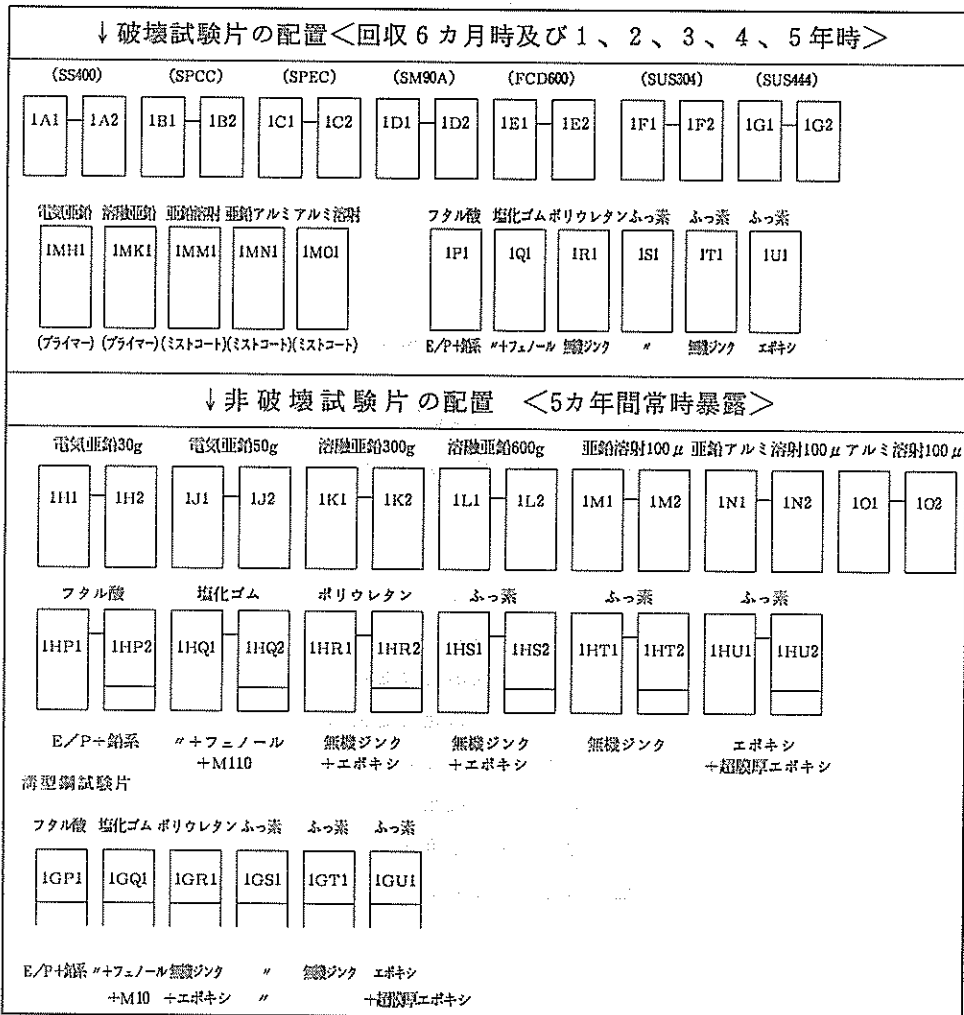 ↓破壊試験片の配置＜回収6カ月時及び1、2、3、4、5年時＞
(SS400) (SPCC) (SPEC) (SM90A) (FCD600) (SUS304) (SUS444)
1A1 1A2 1B1 1B2 1C1 1C2 1D1 1D2 1E1 1E2 1F1 1F2 1G1 1G2
電気亜鉛 溶融亜鉛 亜鉛溶射 亜鉛アルミ アルミ溶射 フタル酸 塩化ゴム ポリウレタン ふっ素 ふっ素 ふっ素
1MH1 1MK1 1MM1 1MN1 1MO1 1P1 1Q1 1R1 1S1 1T1 1U1
(プライマー) (プライマー) (ミストコート) (ミストコート) (ミストコート) E/P+鉛系 〃+フェノール 無機ジンク 〃 無機ジンク エポキシ
↓非破壊試験片の配置 ＜5カ年間常時暴露＞
電気亜鉛30g 電気亜鉛50g 溶融亜鉛300g 溶融亜鉛600g 亜鉛溶射100μ 亜鉛アルミ溶射100μ アルミ溶射100μ
1H1 1H2 1J1 1J2 1K1 1K2 1L1 1L2 1M1 1M2 1N1 1N2 1O1 1O2
フタル酸 塩化ゴム ポリウレタン ふっ素 ふっ素 ふっ素
1HP1 1HP2 1HQ1 1HQ2 1HR1 1HR2 1HS1 1HS2 1HT1 1HT2 1HU1 1HU2
E/P+鉛系 〃+フェノール 無機ジンク 無機ジンク 無機ジンク エポキシ
+M110 +エポキシ +エポキシ +超膜厚エポキシ
溝型鋼試験片
フタル酸 塩化ゴム ポリウレタン ふっ素 ふっ素 ふっ素
1GP1 1GQ1 1GR1 1GS1 1GT1 1GU1
E/P+鉛系 〃+フェノール 無機ジンク 〃 無機ジンク エポキシ
+M10 +エポキシ 〃 +超膜厚エポキシ